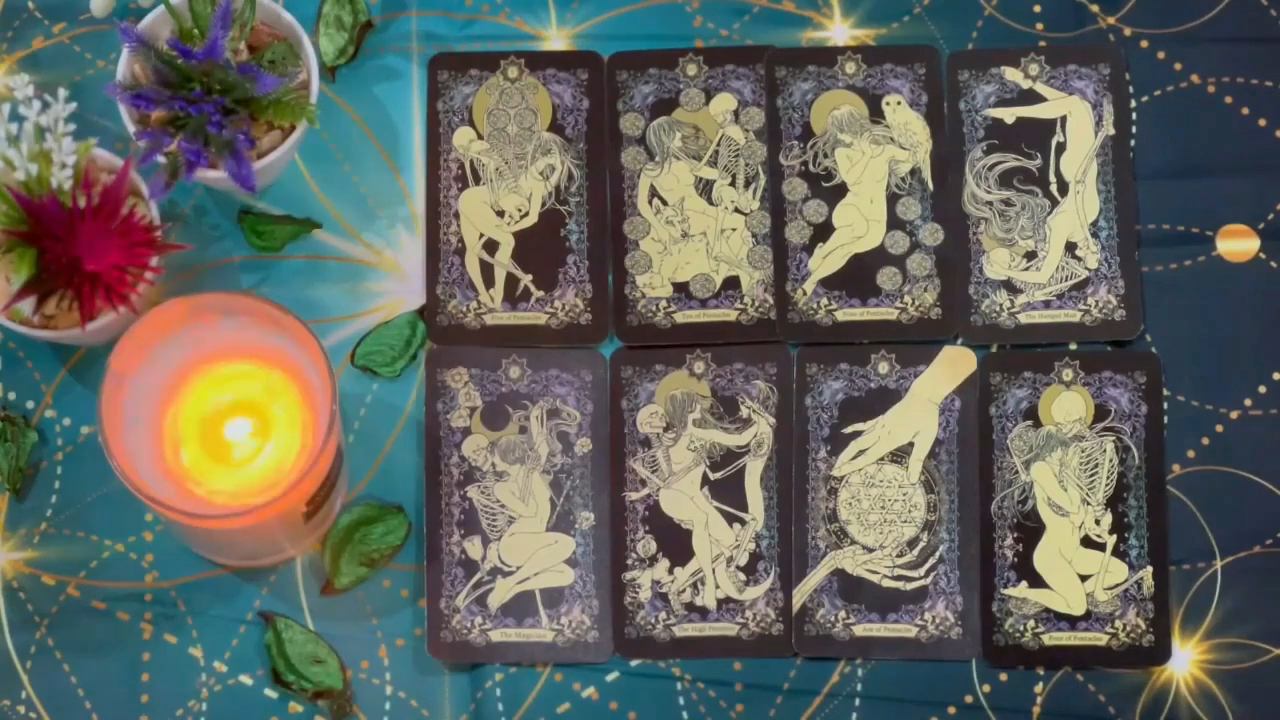 Five of Pentacles
Ten of Pentacles
Nine of Pentacles
The Hanged Man
The Magician
The High Priestess
Ace of Pentacles
Four of Pentacles